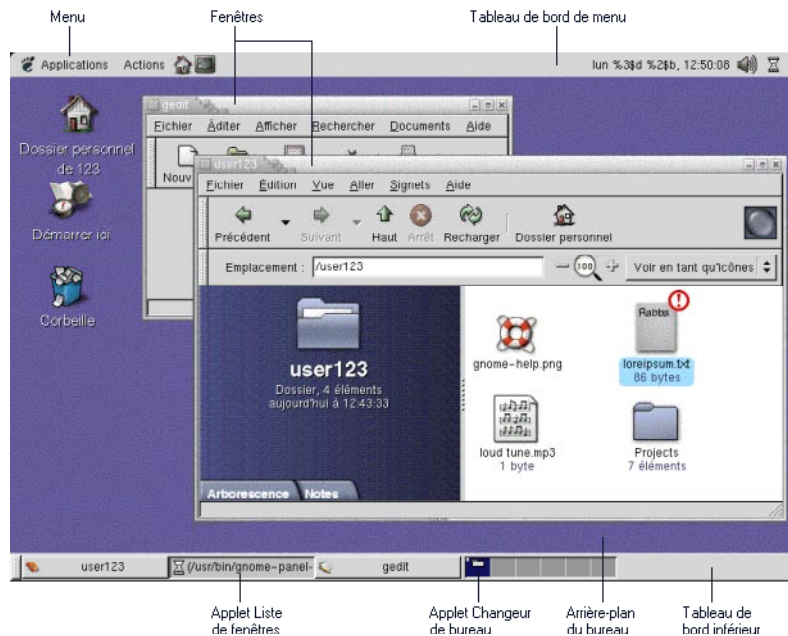 Menu
Fenêtres
Tableau de bord de menu
Applications Actions
lun %3$d %2$b, 12:50:08
Dossier personnel
de 123
Démarrer ici
Corbeille
gedit
Eichier Àditer Afficher Rechercher Documents Aide
Nouv
user123
Fichier Édition Vue Aller Signets Aide
Précédent Suivant Haut Arrêt Recharger Dossier personnel
Emplacement : /user123
100
Voir en tant qu'Icônes
user123
Dossier, 4 éléments
aujourd'hui à 12:43:33
Arborescence Notes
gnome-help.png
Rabba
loreipsum.txt
86 bytes
loud tune.mp3
1 byte
Projects
7 éléments
user123
(/usr/bin/gnome-panel-
gedit
Applet Liste
de fenêtres
Applet Changeur
de bureau
Arrière-plan
du bureau
Tableau de
bord inférieur